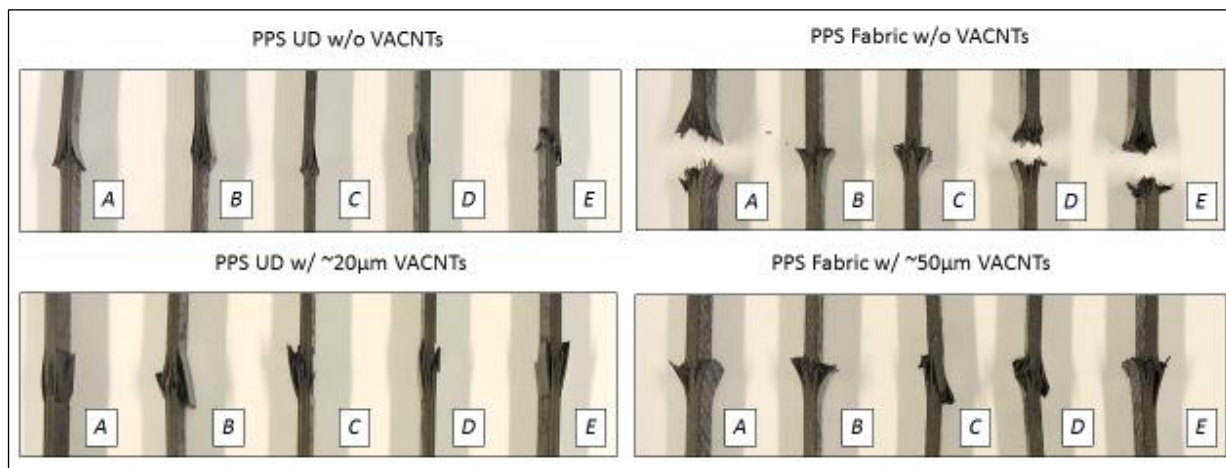 PPS UD w/o VACNTs
A B C D E
PPS Fabric w/o VACNTs
A B C D E
PPS UD w/ ~20μm VACNTs
A B C D E
PPS Fabric w/ ~50μm VACNTs
A B C D E